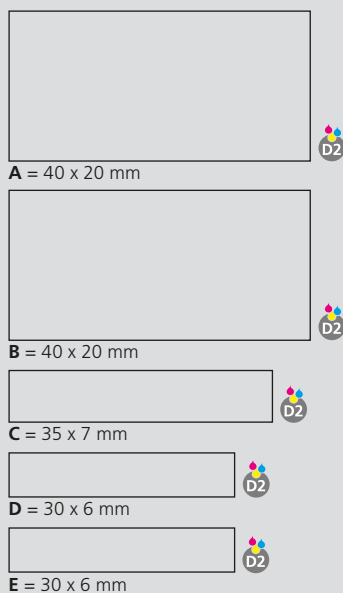 D2
A = 40 x 20 mm
D2
B = 40 x 20 mm
D2
C = 35 x 7 mm
D2
D = 30 x 6 mm
D2
E = 30 x 6 mm